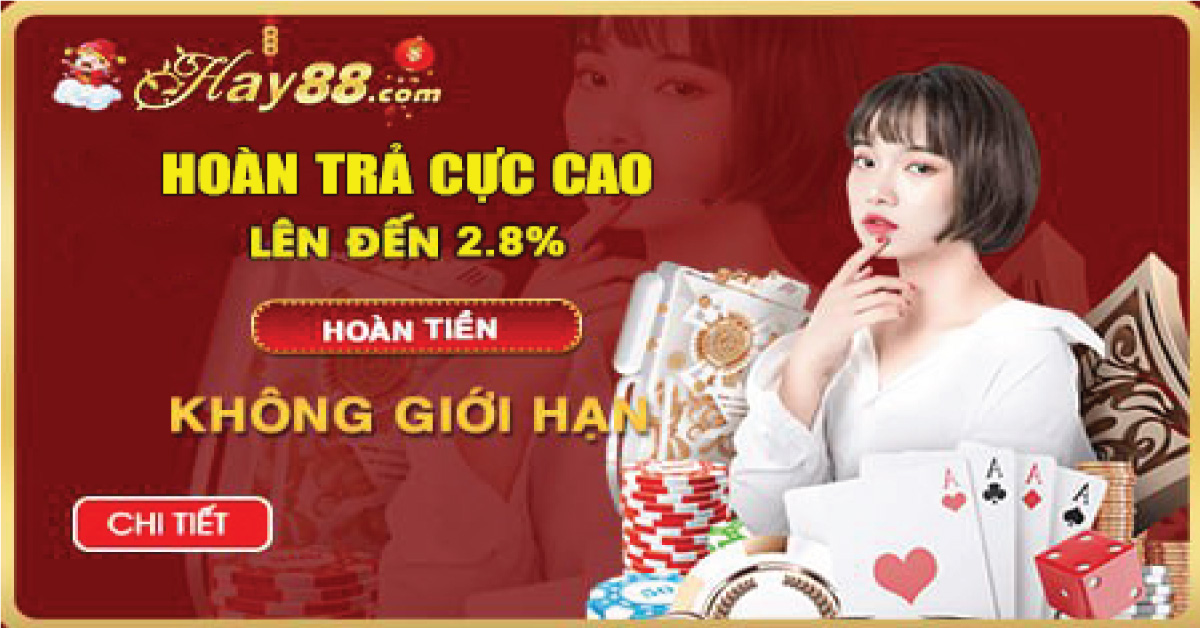 Hay88.com
HOÀN TRẢ CỰC CAO
LÊN ĐẾN 2.8%
HOÀN TIỀN
KHÔNG GIỚI HẠN
CHI TIẾT
A A A A